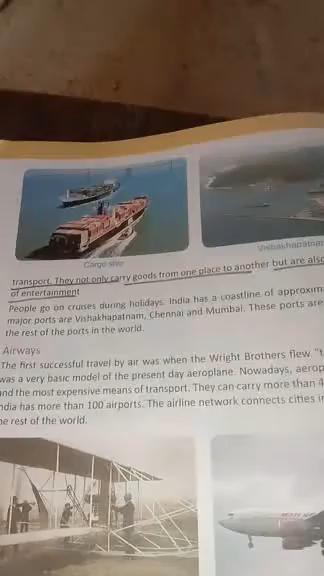 Cargo ship
Vishakhapatnam
transport. They not only carry goods from one place to another but are also
of entertainment
People go on cruises during holidays. India has a coastline of
major ports are Vishakhapatnam, Chennai and Mumbai. These ports are
the rest of the ports in the world.
Airways
The first successful travel by air was when the Wright Brothers flew
was a very basic model of the present day aeroplane. Nowadays,
and the most expensive means of transport. They can carry more than
India has more than 100 airports. The airline network connects cities
the rest of the world.